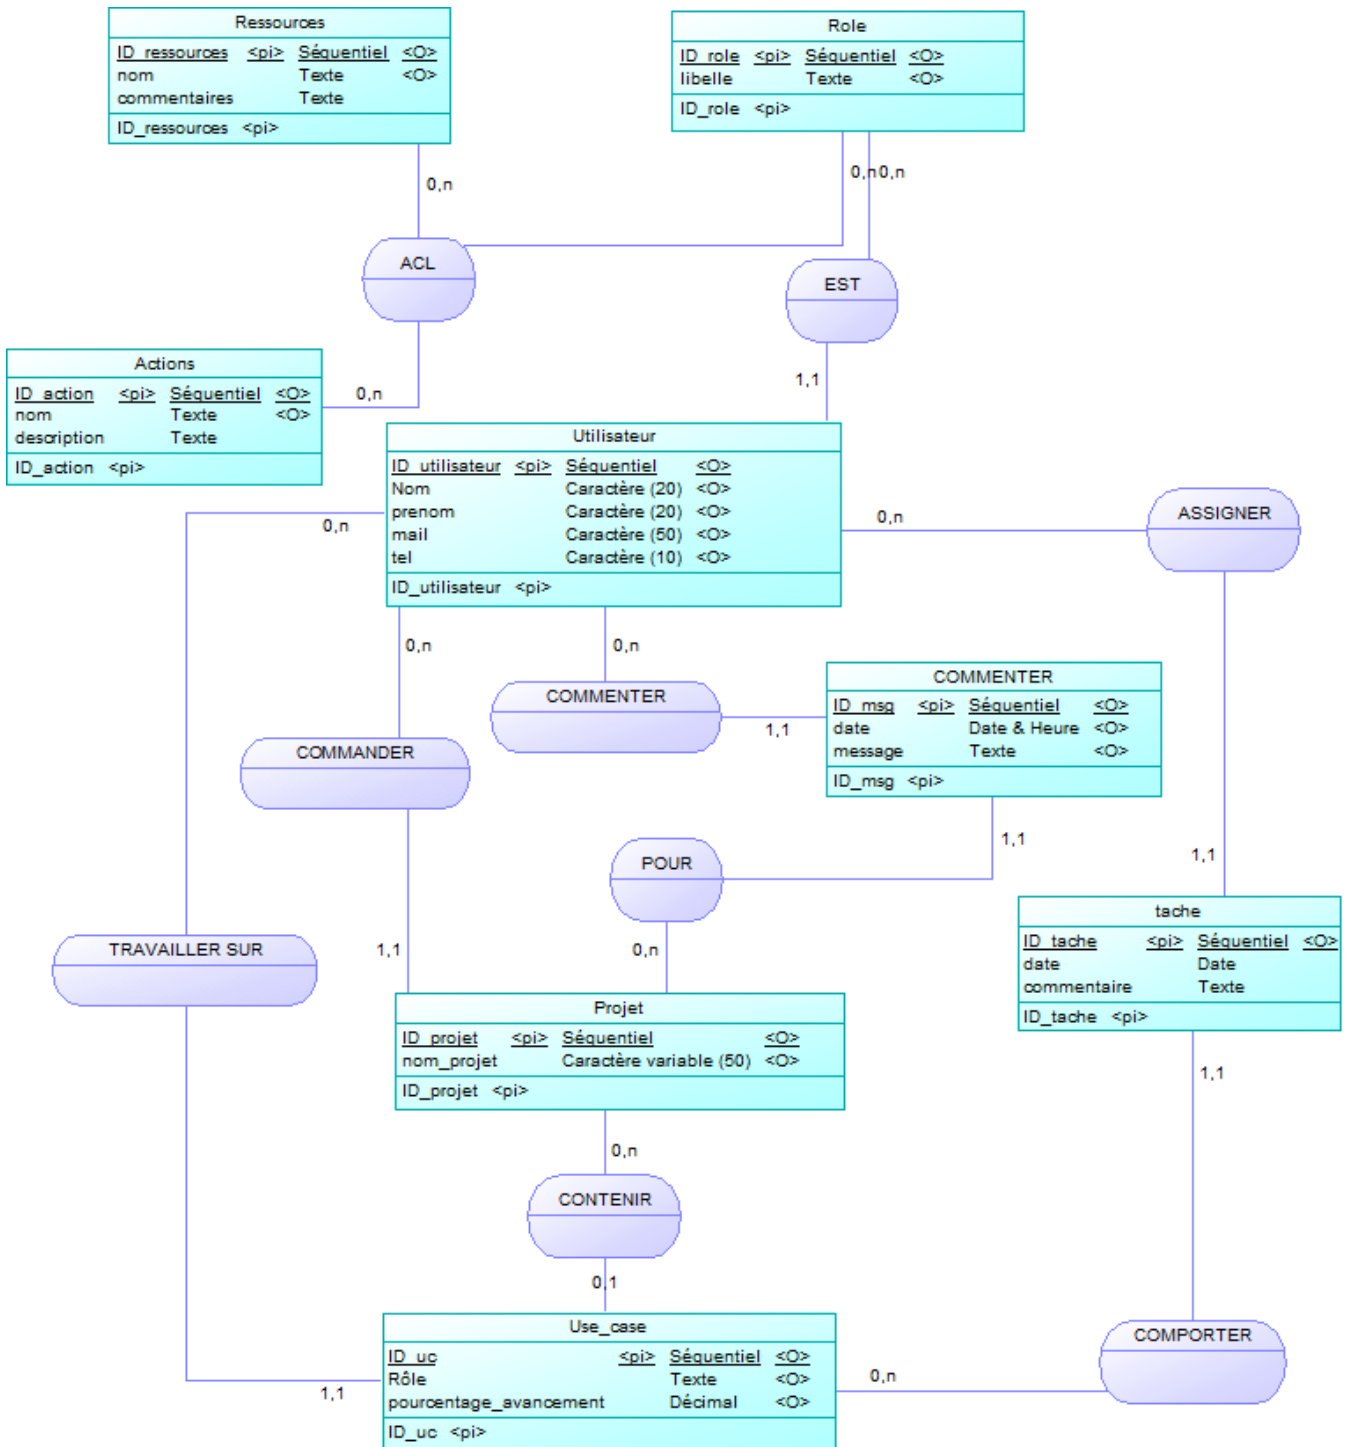 Ressources
ID_ressources <pi> Séquentiel <O>
nom Texte <O>
commentaires Texte
ID_ressources <pi>
Role
ID_role <pi> Séquentiel <O>
libelle Texte <O>
ID_role <pi>
0,n
0,n
0,n
ACL
EST
1,1
0,n
Actions
ID_action <pi> Séquentiel <O>
nom Texte <O>
description Texte
ID_action <pi>
Utilisateur
ID_utilisateur <pi> Séquentiel <O>
Nom Caractère (20) <O>
prenom Caractère (20) <O>
mail Caractère (50) <O>
tel Caractère (10) <O>
ID_utilisateur <pi>
0,n
0,n
ASSIGNER
0,n
0,n
COMMENTER
1,1
COMMENTER
ID_msg <pi> Séquentiel <O>
date Date & Heure <O>
message Texte <O>
ID_msg <pi>
COMMANDER
1,1
POUR
1,1
tache
ID_tache <pi> Séquentiel <O>
date Date
commentaire Texte
ID_tache <pi>
TRAVAILLER SUR
1,1
0,n
Projet
ID_projet <pi> Séquentiel <O>
nom_projet Caractère variable (50) <O>
ID_projet <pi>
1,1
0,n
CONTENIR
0,1
Use_case
ID_uc <pi> Séquentiel <O>
Rôle Texte <O>
pourcentage_avancement Décimal <O>
ID_uc <pi>
1,1
0,n
COMPORTER